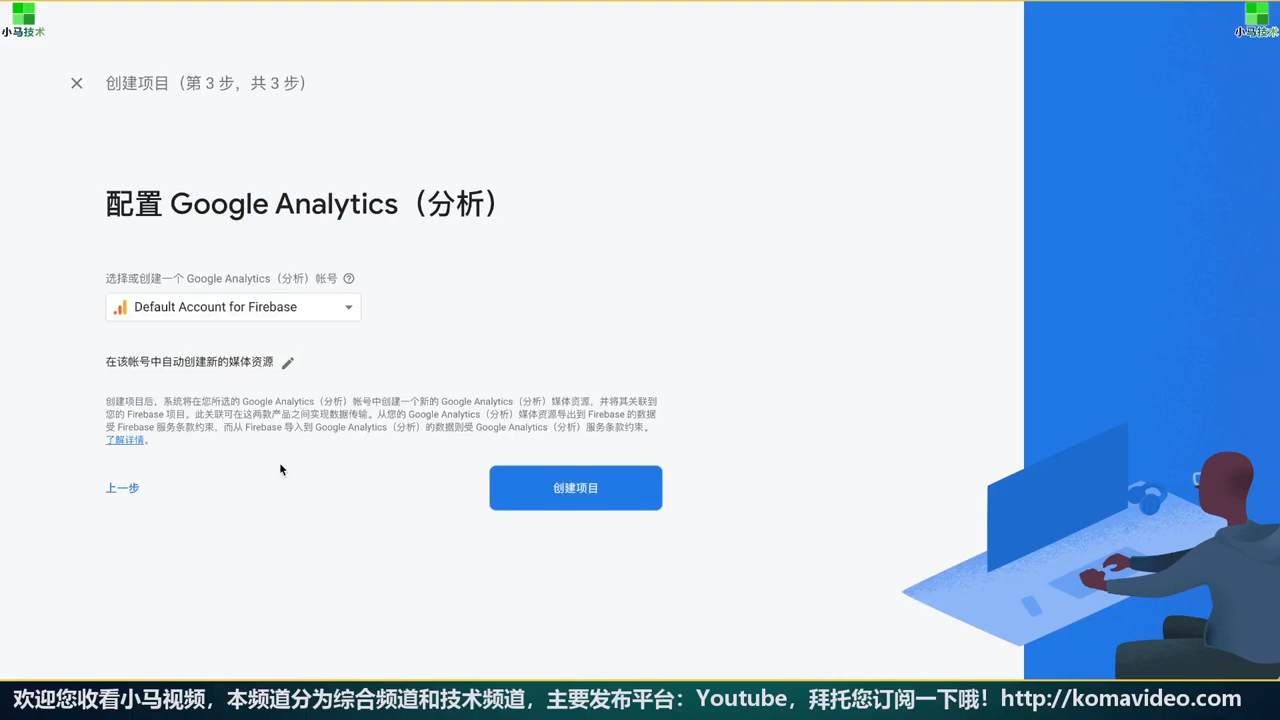 小马技术
小马技术
创建项目（第 3 步，共 3 步）
配置 Google Analytics（分析）
选择或创建一个 Google Analytics（分析）帐号
Default Account for Firebase
在该帐号中自动创建新的媒体资源
创建项目后，系统将在您所选的 Google Analytics（分析）帐号中创建一个新的 Google Analytics（分析）媒体资源，并将其关联到
您的 Firebase 项目。此关联可在这两款产品之间实现数据传输。从您的 Google Analytics（分析）媒体资源导出到 Firebase 的数据
受 Firebase 服务条款约束，而从 Firebase 导入到 Google Analytics（分析）的数据则受 Google Analytics（分析）服务条款约束。
了解详情。
上一步
创建项目
欢迎您收看小马视频，本频道分为综合频道和技术频道，主要发布平台：Youtube，拜托您订阅一下哦！http://komavideo.com